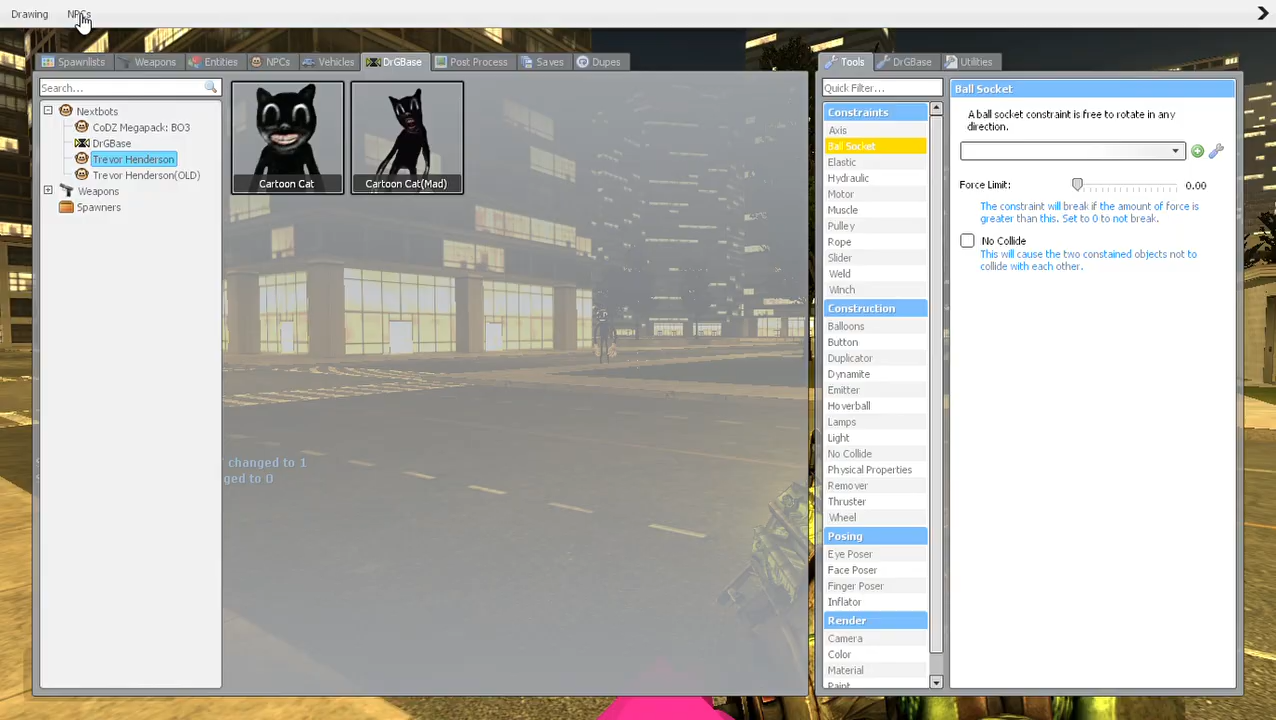 Drawing NPCs
Spawnlists Weapons Entities NPCs Vehicles DrGBase Post Process Saves Dupes
Search...
Nextbots
CoDZ Megapack: BO3
DrGBase
Trevor Henderson
Trevor Henderson(OLD)
Weapons
Spawners
Cartoon Cat
Cartoon Cat(Mad)
changed to 1
ged to 0
Tools DrGBase Utilities
Quick Filter...
Constraints
Axis
Ball Socket
Elastic
Hydraulic
Motor
Muscle
Pulley
Rope
Slider
Weld
Winch
Construction
Balloons
Button
Duplicator
Dynamite
Emitter
Hoverball
Lamps
Light
No Collide
Physical Properties
Remover
Thruster
Wheel
Posing
Eye Poser
Face Poser
Finger Poser
Inflator
Render
Camera
Color
Material
Paint
Ball Socket
A ball socket constraint is free to rotate in any
direction.
Force Limit: 0.00
The constraint will break if the amount of force is
greater than this. Set to 0 to not break.
No Collide
This will cause the two constained objects not to
collide with each other.